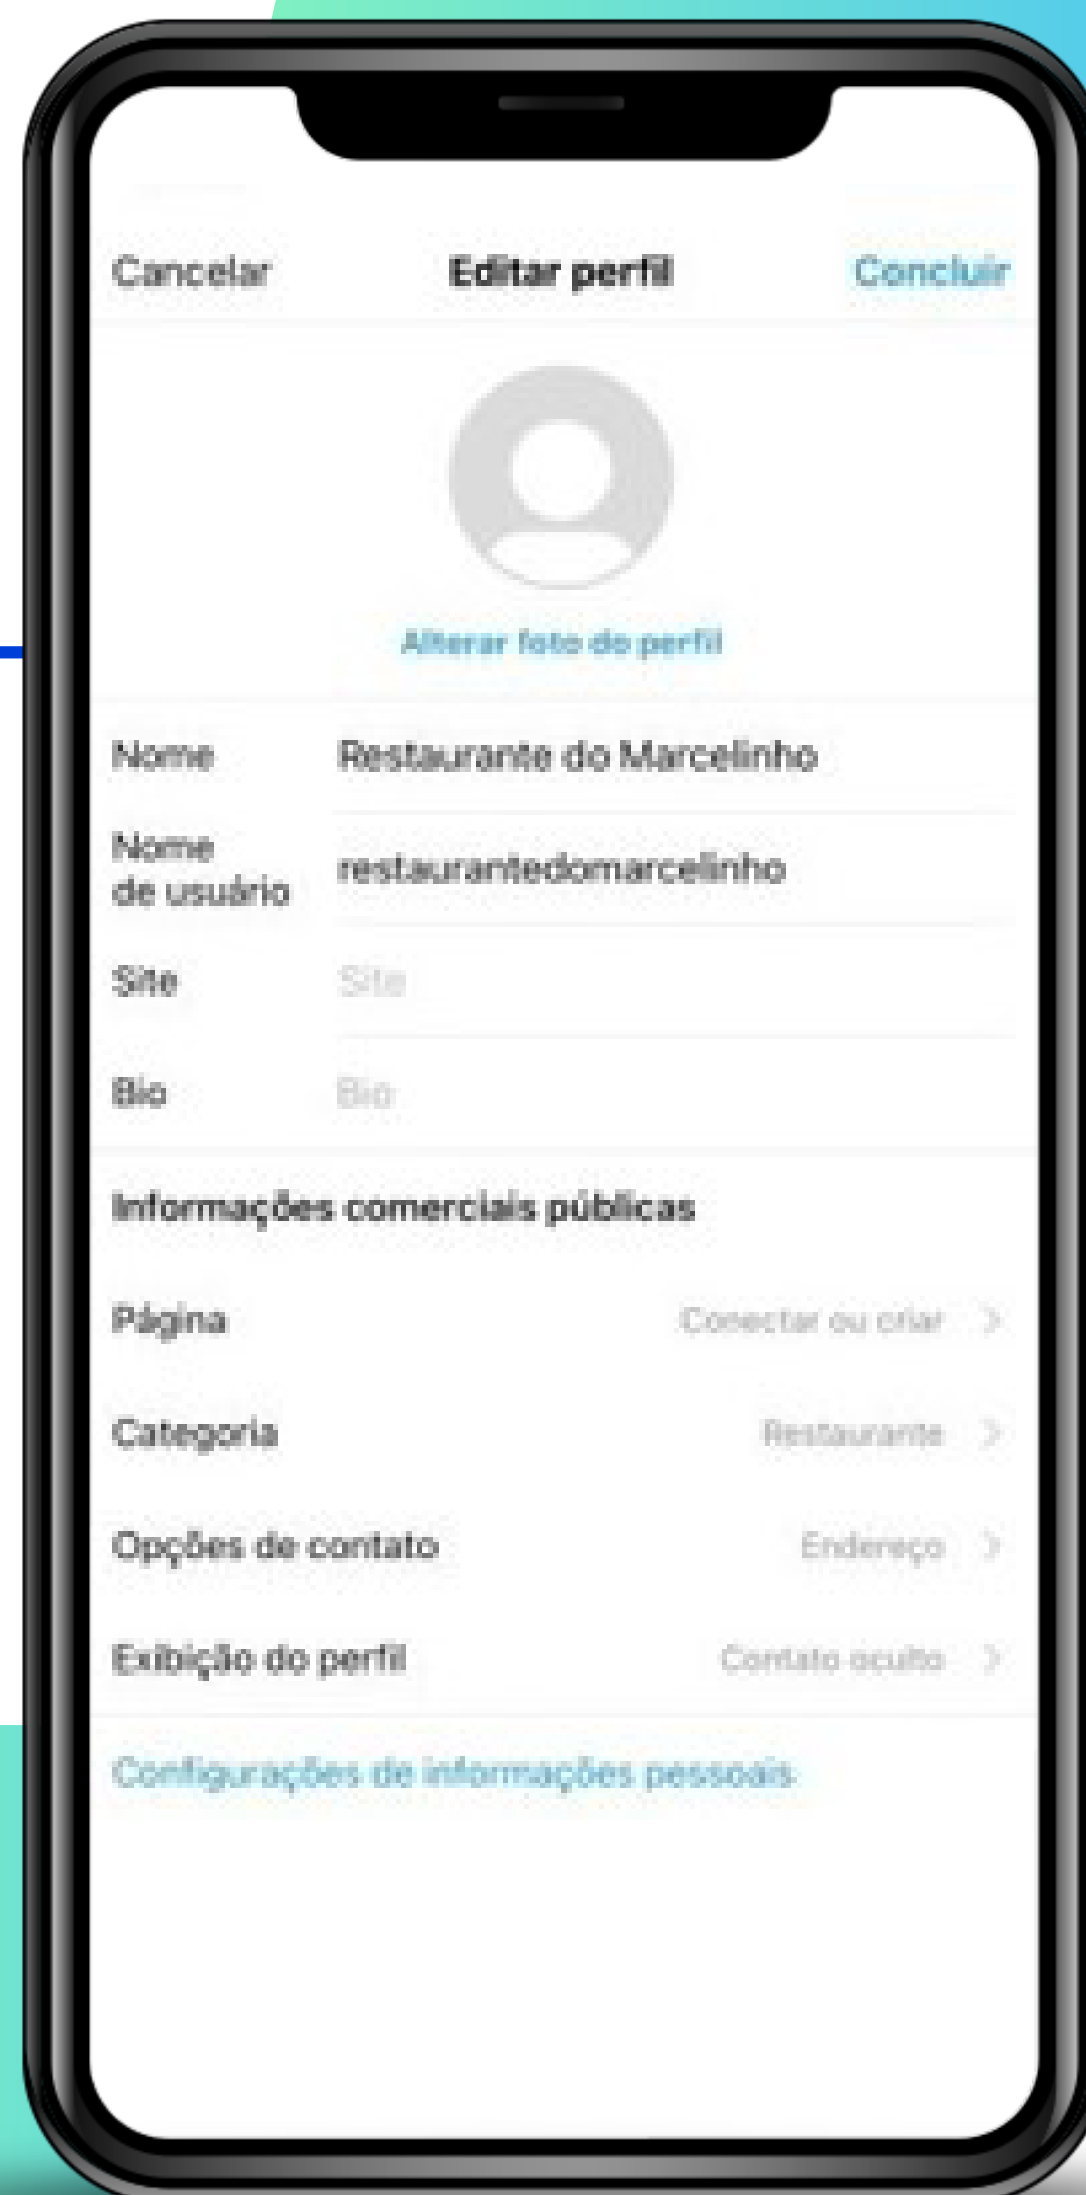 Cancelar Editar perfil Concluir
Alterar foto do perfil
Nome Restaurante do Marcelinho
Nome
de usuário restaurantedomarcelinho
Site Site
Bio Bio
Informações comerciais públicas
Página Conectar ou criar >
Categoria Restaurante >
Opções de contato Endereço >
Exibição do perfil Contato oculto >
Configurações de informações pessoais